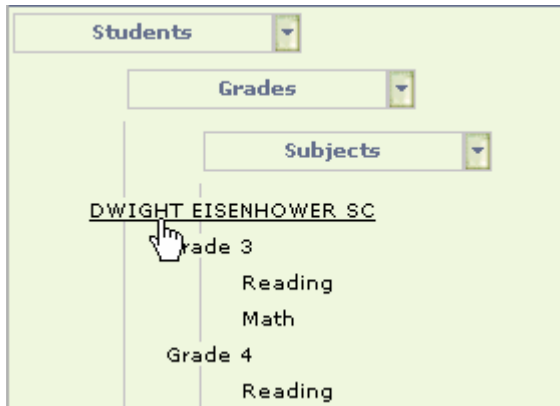 Students
Grades
Subjects
DWIGHT EISENHOWER SC
rade 3
Reading
Math
Grade 4
Reading